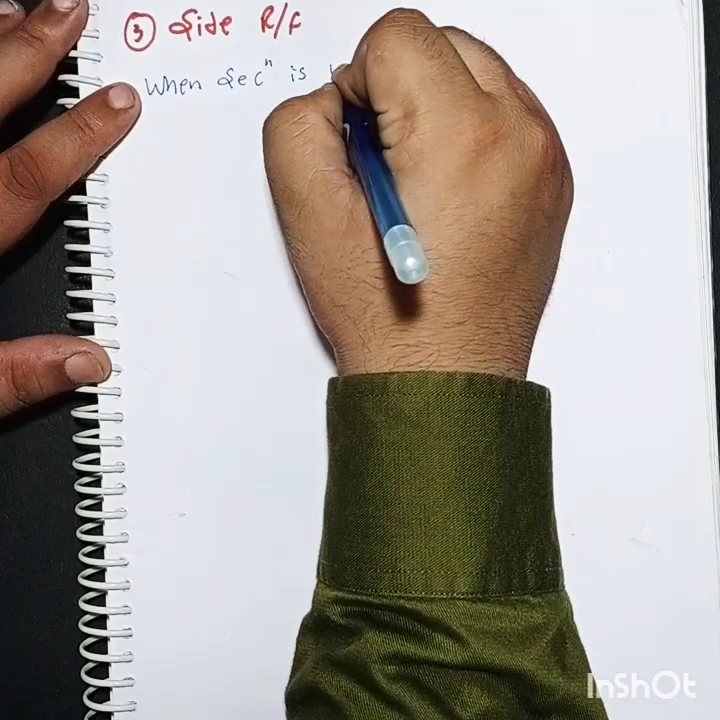 ③ Side R/F
When Secⁿ is
InShOt